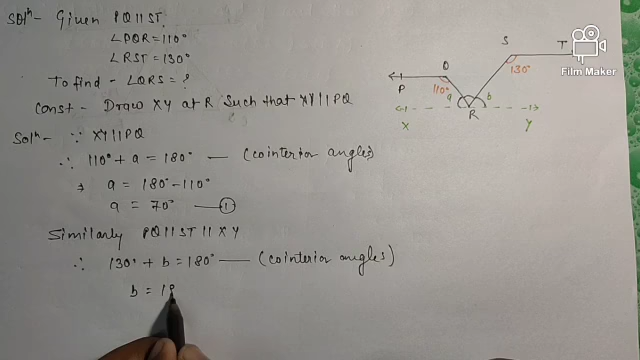 Solⁿ - Given PQ || ST.
∠PQR = 110°
∠RST = 130°
To find - ∠QRS = ?
Const - Draw XY at R such that XY || PQ
Solⁿ - ∵ XY || PQ
∴ 110° + a = 180° — (cointerior angles)
⇒ a = 180° - 110°
a = 70° — ①
Similarly PQ || ST || XY
∴ 130° + b = 180° — (cointerior angles)
b = 18
S T
130°
Q
P 110°
a b
R
X Y
Film Maker